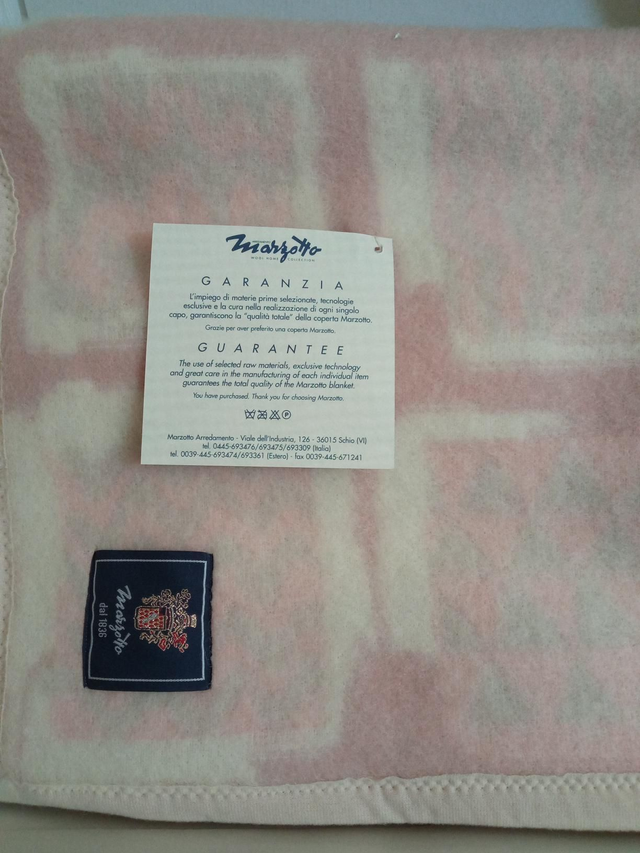 Marzotto
WOOL HOME COLLECTION
GARANZIA
L'impiego di materie prime selezionate, tecnologie
esclusive e la cura nella realizzazione di ogni singolo
capo, garantiscono la "qualità totale" della coperta Marzotto.
Grazie per aver preferito una coperta Marzotto.
GUARANTEE
The use of selected raw materials, exclusive technology
and great care in the manufacturing of each individual item
guarantees the total quality of the Marzotto blanket.
You have purchased. Thank you for choosing Marzotto.
P
Marzotto Arredamento - Viale dell'Industria, 126 - 36015 Schio (VI)
tel. 0445-693476/693475/693309 (Italia)
tel. 0039-445-693474/693361 (Estero) - fax 0039-445-671241
Marzotto
dal 1836